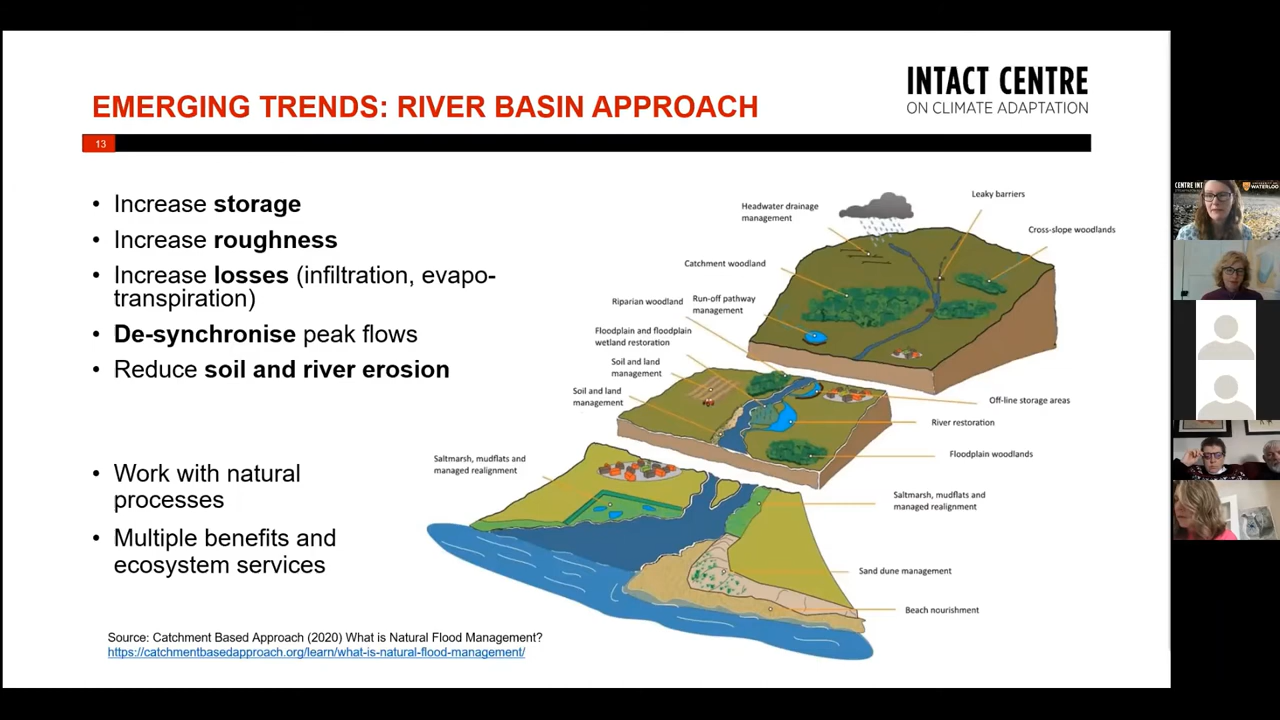 EMERGING TRENDS: RIVER BASIN APPROACH
INTACT CENTRE
ON CLIMATE ADAPTATION
13
• Increase storage
• Increase roughness
• Increase losses (infiltration, evapo-
transpiration)
• De-synchronise peak flows
• Reduce soil and river erosion
• Work with natural
processes
• Multiple benefits and
ecosystem services
Leaky barriers
Headwater drainage
management
Cross-slope woodlands
Catchment woodland
Riparian woodland
Run-off pathway
management
Floodplain and floodplain
wetland restoration
Soil and land
management
Soil and land
management
Off-line storage areas
River restoration
Floodplain woodlands
Saltmarsh, mudflats and
managed realignment
Saltmarsh, mudflats and
managed realignment
Sand dune management
Beach nourishment
Source: Catchment Based Approach (2020) What is Natural Flood Management?
https://catchmentbasedapproach.org/learn/what-is-natural-flood-management/
WATERLOO